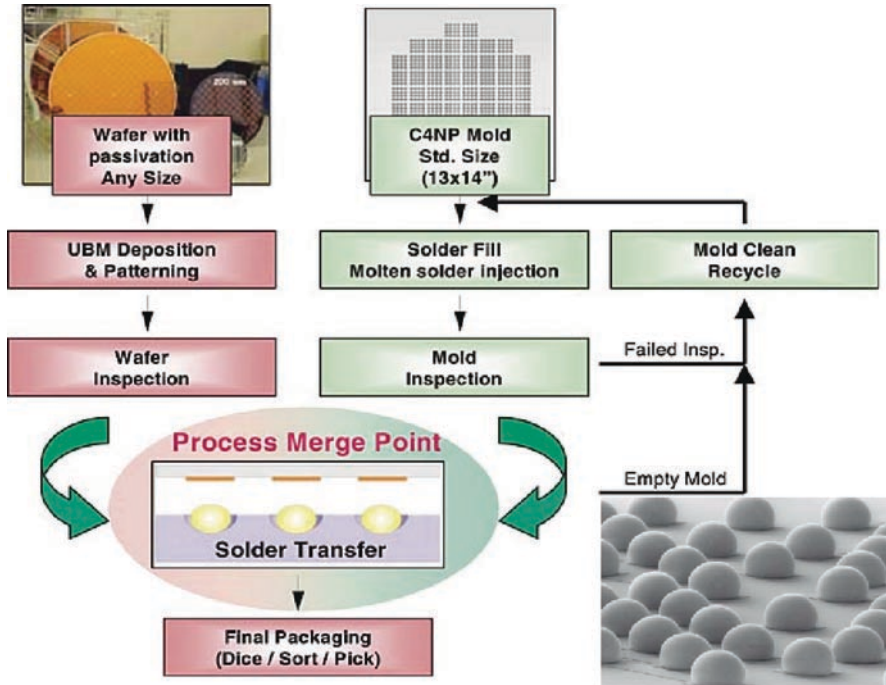 200 mm
Wafer with
passivation
Any Size
C4NP Mold
Std. Size
(13x14")
UBM Deposition
& Patterning
Solder Fill
Molten solder injection
Mold Clean
Recycle
Wafer
Inspection
Mold
Inspection
Failed Insp.
Process Merge Point
Empty Mold
Solder Transfer
Final Packaging
(Dice / Sort / Pick)